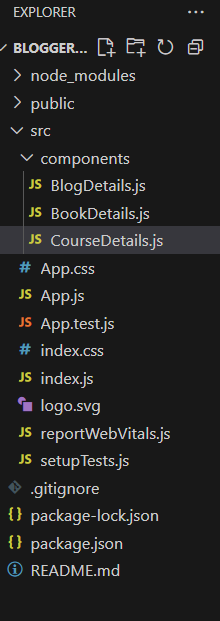 EXPLORER
BLOGGER...
node_modules
public
src
components
JS BlogDetails.js
JS BookDetails.js
JS CourseDetails.js
# App.css
JS App.js
JS App.test.js
# index.css
JS index.js
logo.svg
JS reportWebVitals.js
JS setupTests.js
.gitignore
{} package-lock.json
{} package.json
README.md